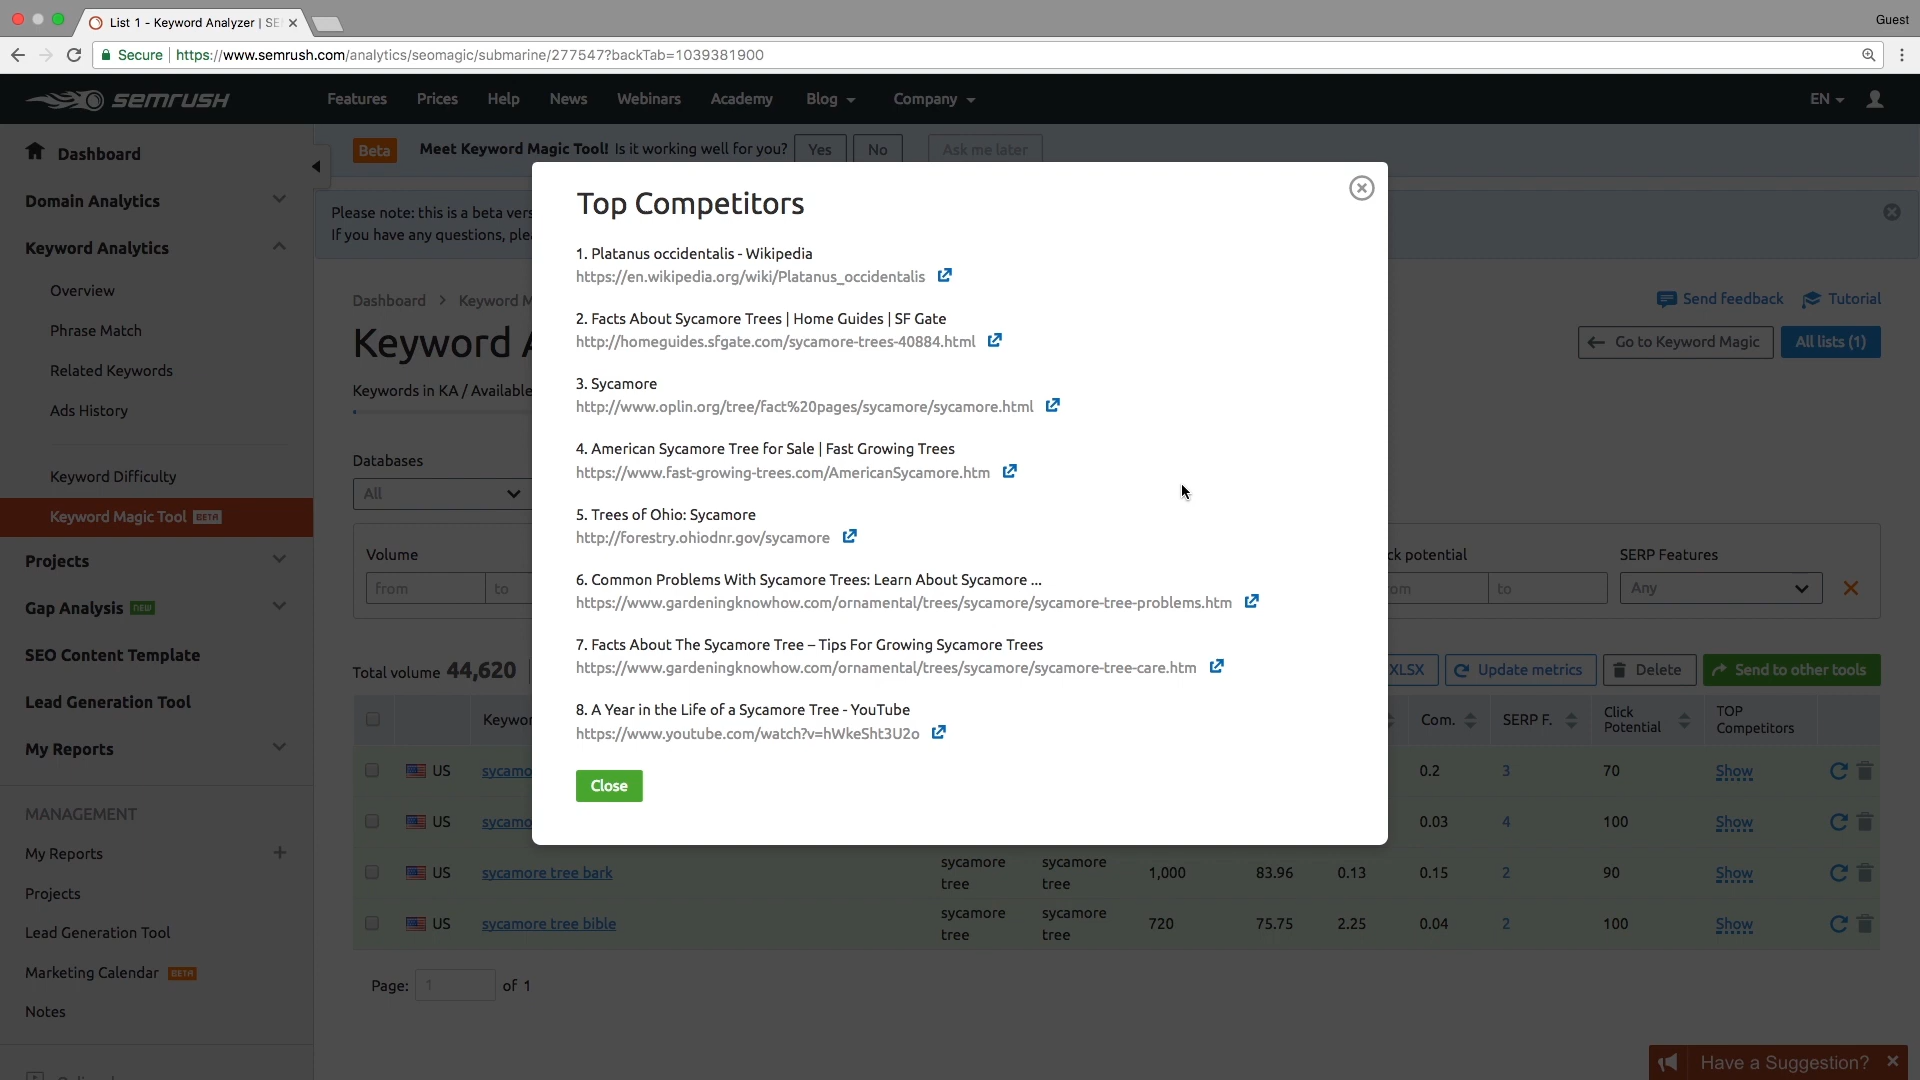 List 1 - Keyword Analyzer | SE
Guest
Secure
https://www.semrush.com/analytics/seomagic/submarine/277547?backTab=1039381900
semrush
Features
Prices
Help
News
Webinars
Academy
Blog
Company
EN
Dashboard
Domain Analytics
Keyword Analytics
Overview
Phrase Match
Related Keywords
Ads History
Keyword Difficulty
Keyword Magic Tool BETA
Projects
Gap Analysis NEW
SEO Content Template
Lead Generation Tool
My Reports
MANAGEMENT
My Reports
Projects
Lead Generation Tool
Marketing Calendar BETA
Notes
Beta
Meet Keyword Magic Tool! Is it working well for you?
Yes
No
Ask me later
Please note: this is a beta vers
If you have any questions, plea
Dashboard > Keyword M
Send feedback
Tutorial
Keyword A
Go to Keyword Magic
All lists (1)
Keywords in KA / Available
Databases
All
Volume
from
to
ck potential
om
to
SERP Features
Any
Total volume 44,620
XLSX
Update metrics
Delete
Send to other tools
Keywor
Com.
SERP F.
Click
Potential
TOP
Competitors
US sycamo 0.2 3 70 Show
US sycamo 0.03 4 100 Show
US sycamore tree bark sycamore tree sycamore tree 1,000 83.96 0.13 0.15 2 90 Show
US sycamore tree bible sycamore tree sycamore tree 720 75.75 2.25 0.04 2 100 Show
Page: 1 of 1
Top Competitors
1. Platanus occidentalis - Wikipedia
https://en.wikipedia.org/wiki/Platanus_occidentalis
2. Facts About Sycamore Trees | Home Guides | SF Gate
http://homeguides.sfgate.com/sycamore-trees-40884.html
3. Sycamore
http://www.oplin.org/tree/fact%20pages/sycamore/sycamore.html
4. American Sycamore Tree for Sale | Fast Growing Trees
https://www.fast-growing-trees.com/AmericanSycamore.htm
5. Trees of Ohio: Sycamore
http://forestry.ohiodnr.gov/sycamore
6. Common Problems With Sycamore Trees: Learn About Sycamore ...
https://www.gardeningknowhow.com/ornamental/trees/sycamore/sycamore-tree-problems.htm
7. Facts About The Sycamore Tree – Tips For Growing Sycamore Trees
https://www.gardeningknowhow.com/ornamental/trees/sycamore/sycamore-tree-care.htm
8. A Year in the Life of a Sycamore Tree - YouTube
https://www.youtube.com/watch?v=hWkeSht3U2o
Close
Have a Suggestion?